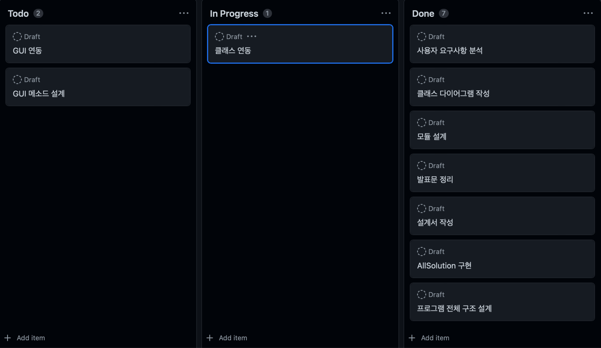 Todo 2
Draft
GUI 연동
Draft
GUI 메소드 설계
Add item
In Progress 1
Draft
클래스 연동
Add item
Done 7
Draft
사용자 요구사항 분석
Draft
클래스 다이어그램 작성
Draft
모듈 설계
Draft
발표문 정리
Draft
설계서 작성
Draft
AllSolution 구현
Draft
프로그램 전체 구조 설계
Add item